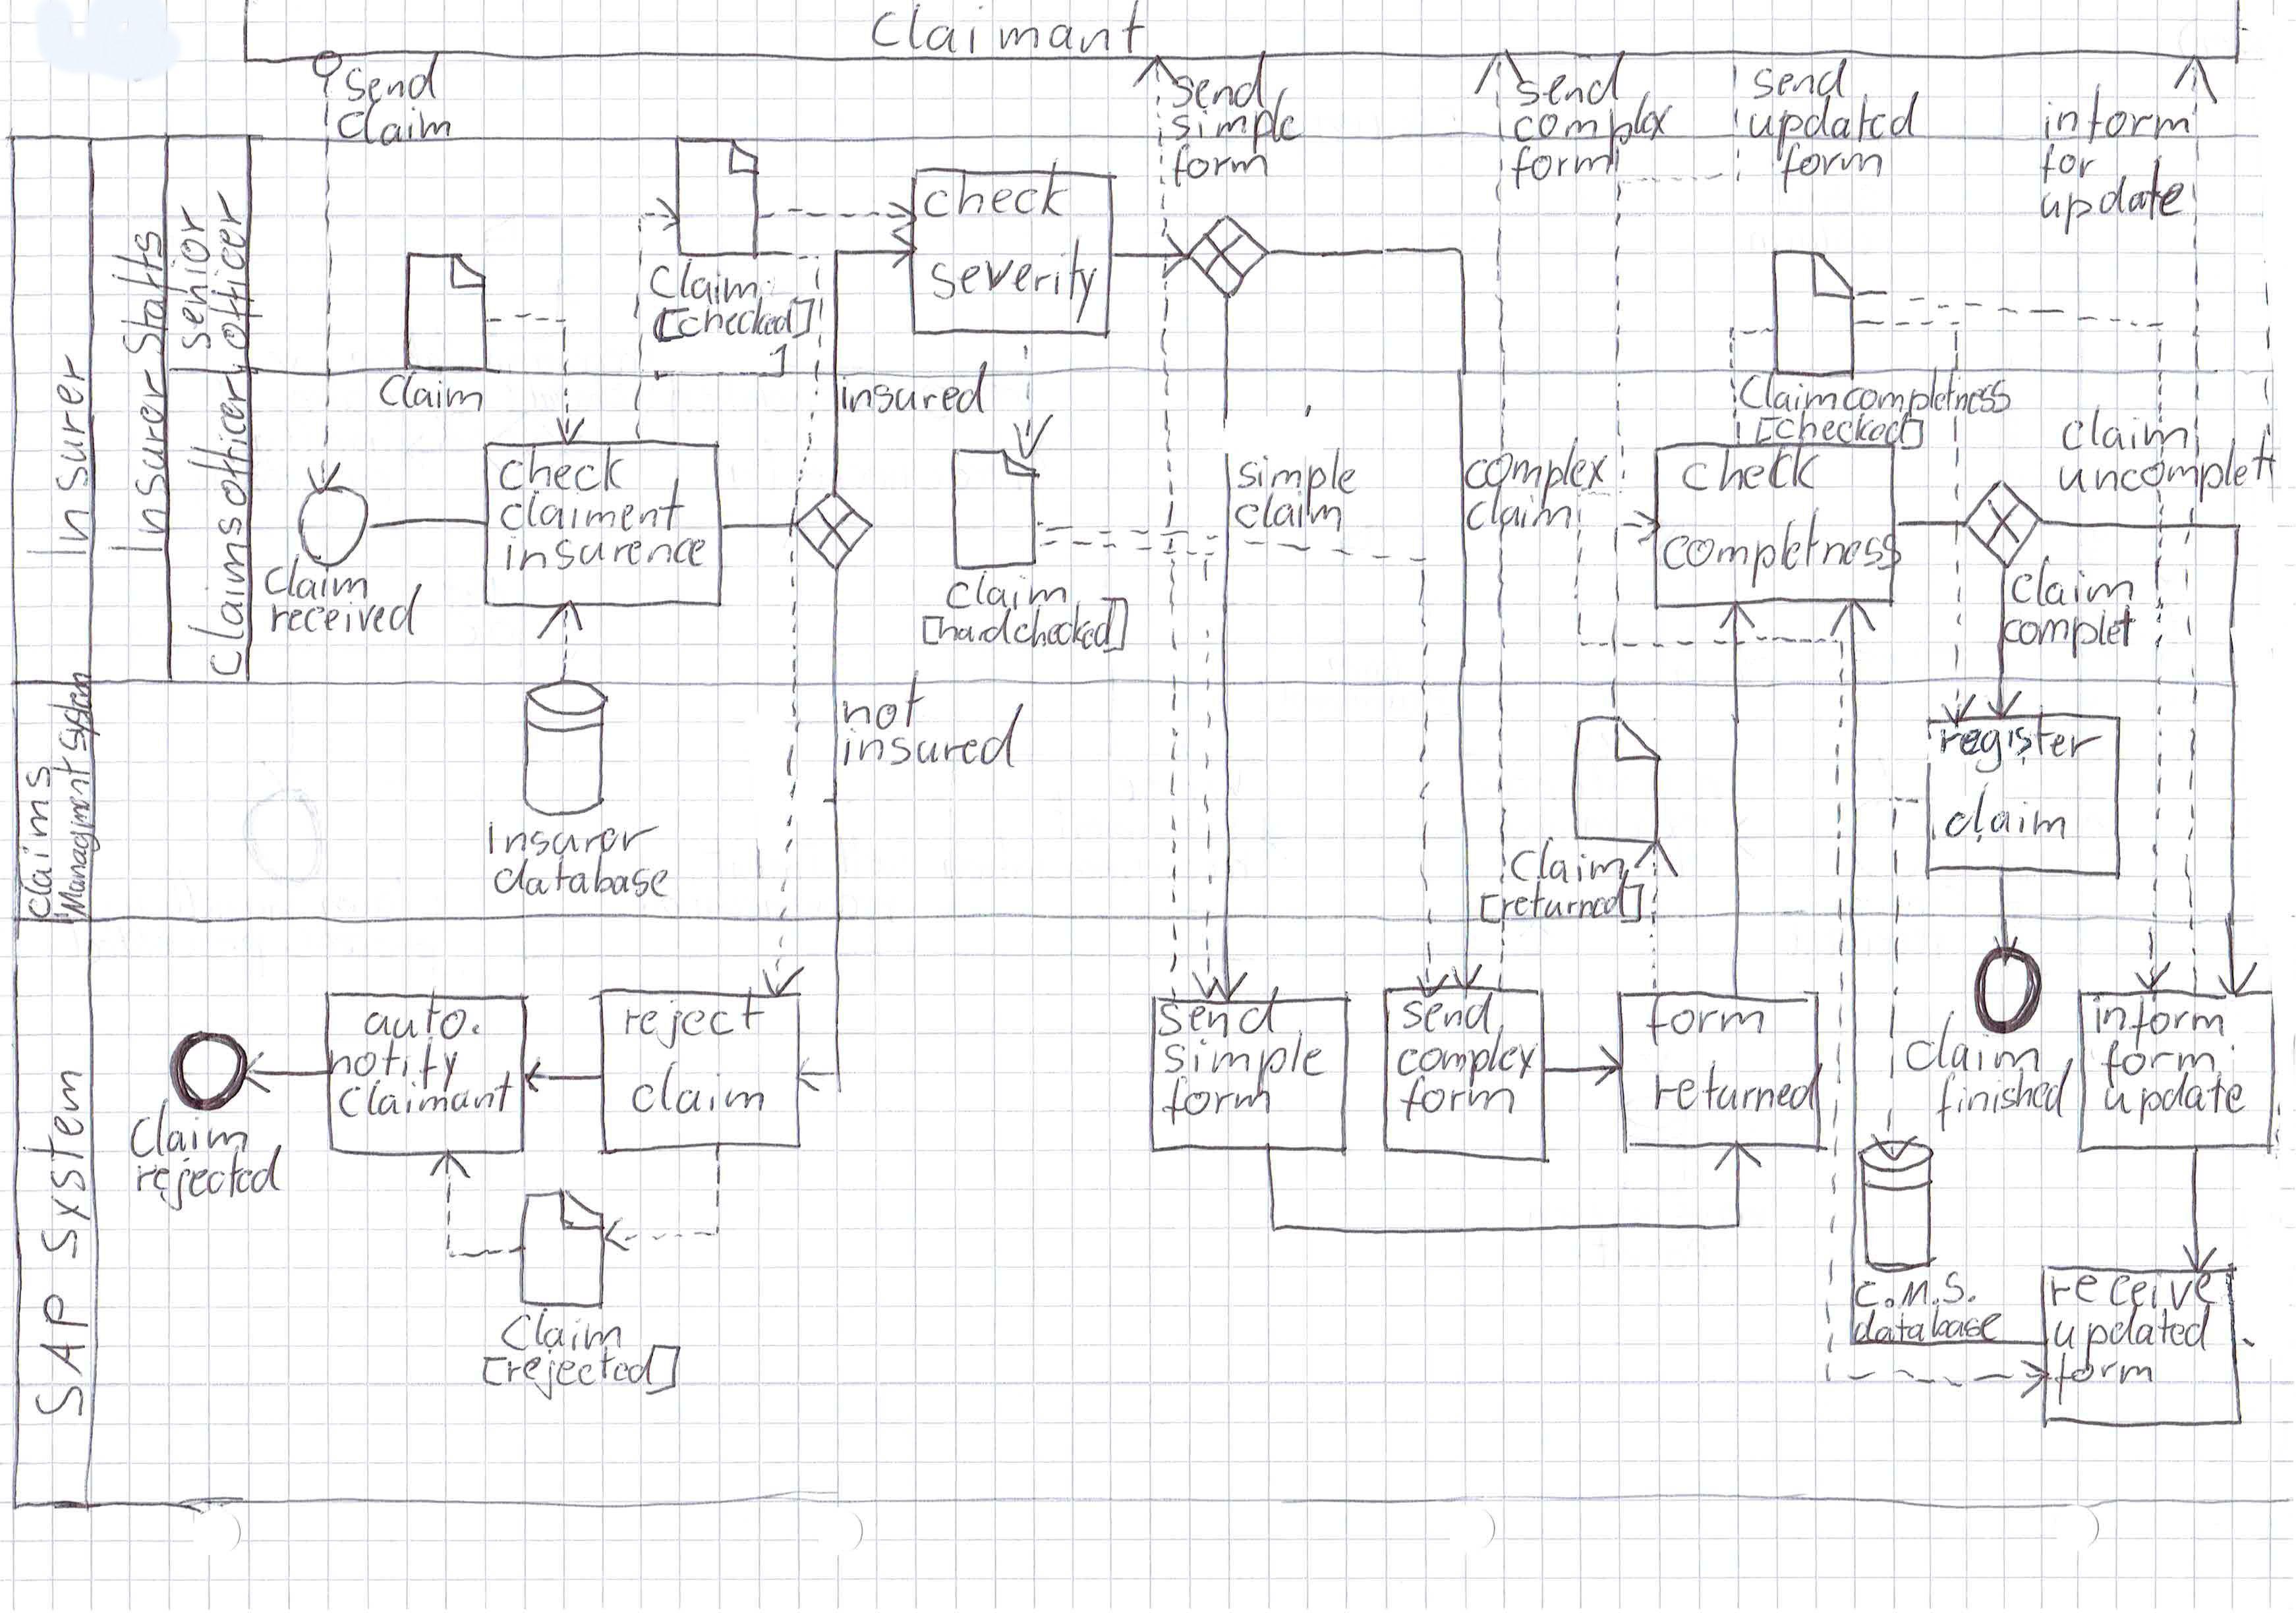 Claimant
send
claim
send
simple
form
send
complex
form
send
updated
form
inform
for
update
Insurer
Insurer Staffs
senior
officer
Claims officer
Claim
Claim
[checked]
check
severity
insured
Claim
received
check
claiment
insurence
Claim
[hardchecked]
simple
claim
complex
claim
Claim completness
[checked]
check
completness
claim
uncomplett
claim
complet
Claims
Managment System
Insurer
database
not
insured
Claim
[returned]
register
claim
SAP System
Claim
rejected
auto.
notify
Claimant
reject
claim
Claim
[rejected]
send
simple
form
send
complex
form
form
returned
claim
finished
inform
form
update
C.M.S.
database
receive
updated
form